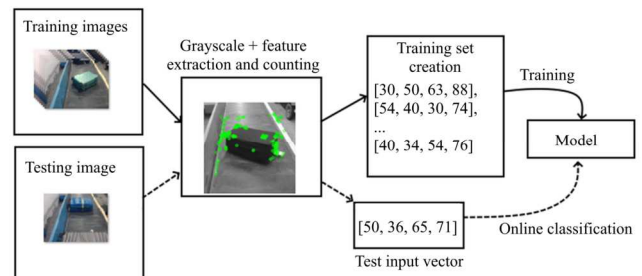 Training images
Testing image
Grayscale + feature
extraction and counting
Training set
creation
[30, 50, 63, 88],
[54, 40, 30, 74],
...
[40, 34, 54, 76]
Training
Model
[50, 36, 65, 71]
Test input vector
Online classification